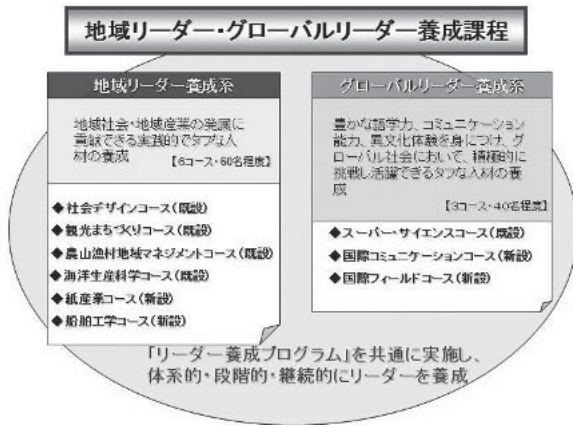 地域リーダー・グローバルリーダー養成課程
地域リーダー養成系
地域社会・地域産業の発展に
貢献できる実践的でタフな人
材の養成
【6コース・60名程度】
◆社会デザインコース(既設)
◆観光まちづくりコース(既設)
◆農山漁村地域マネジメントコース(既設)
◆海洋生産科学コース(既設)
◆紙産業コース(新設)
◆船舶工学コース(新設)
グローバルリーダー養成系
豊かな語学力、コミュニケーション
能力、異文化体験を身につけ、グ
ローバル社会において、積極的に
挑戦し活躍できるタフな人材の養
成
【3コース・40名程度】
◆スーパー・サイエンスコース(既設)
◆国際コミュニケーションコース(新設)
◆国際フィールドコース(新設)
「リーダー養成プログラム」を共通に実施し、
体系的・段階的・継続的にリーダーを養成